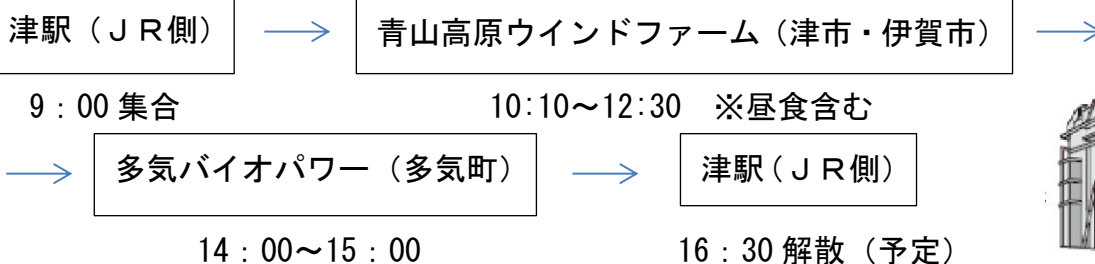 津駅（ＪＲ側） → 青山高原ウインドファーム（津市・伊賀市） →
9：00 集合 10:10～12:30 ※昼食含む
→ 多気バイオパワー（多気町） → 津駅（ＪＲ側）
14：00～15：00 16：30 解散（予定）